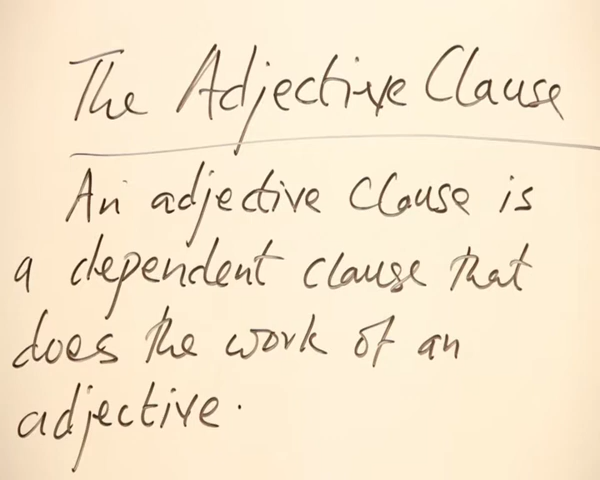 The Adjective Clause
An adjective clause is
a dependent clause that
does the work of an
adjective.